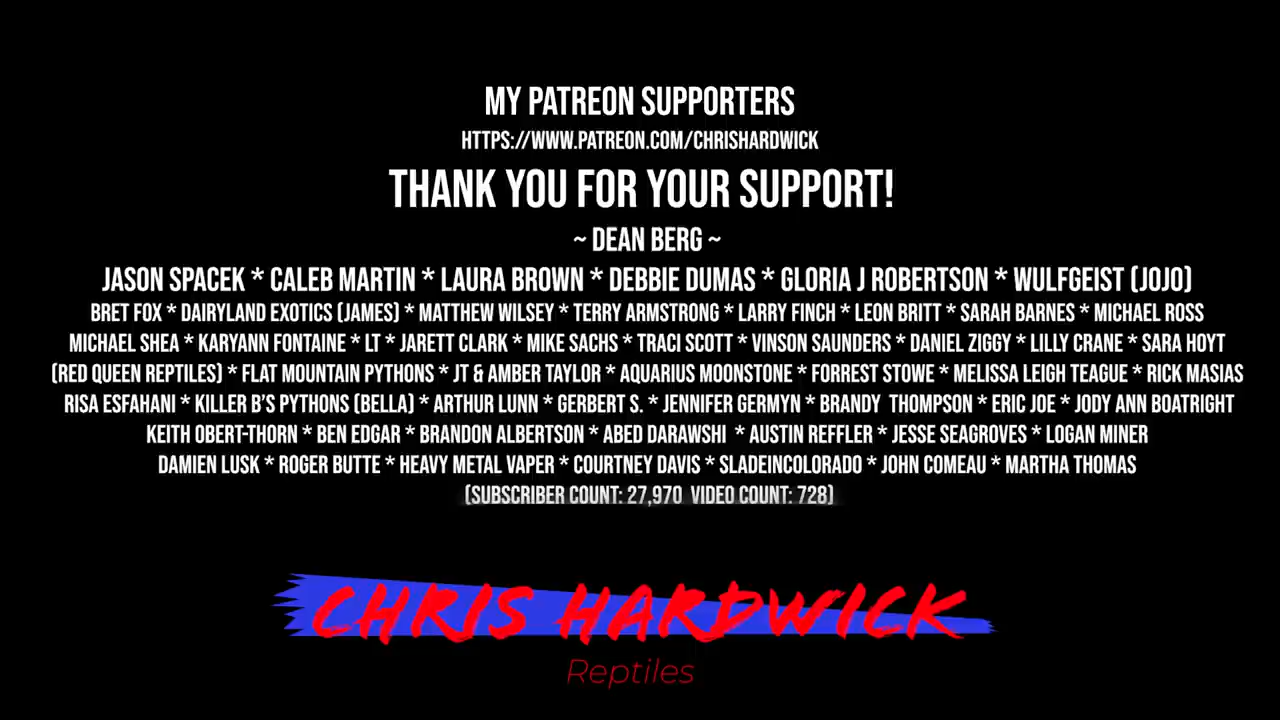 MY PATREON SUPPORTERS
HTTPS://WWW.PATREON.COM/CHRISHARDWICK
THANK YOU FOR YOUR SUPPORT!
~ DEAN BERG ~
JASON SPACEK * CALEB MARTIN * LAURA BROWN * DEBBIE DUMAS * GLORIA J ROBERTSON * WULFGEIST (JOJO)
BRET FOX * DAIRYLAND EXOTICS (JAMES) * MATTHEW WILSEY * TERRY ARMSTRONG * LARRY FINCH * LEON BRITT * SARAH BARNES * MICHAEL ROSS
MICHAEL SHEA * KARYANN FONTAINE * LT * JARETT CLARK * MIKE SACHS * TRACI SCOTT * VINSON SAUNDERS * DANIEL ZIGGY * LILLY CRANE * SARA HOYT
(RED QUEEN REPTILES) * FLAT MOUNTAIN PYTHONS * JT & AMBER TAYLOR * AQUARIUS MOONSTONE * FORREST STOWE * MELISSA LEIGH TEAGUE * RICK MASIAS
RISA ESFAHANI * KILLER B'S PYTHONS (BELLA) * ARTHUR LUNN * GERBERT S. * JENNIFER GERMYN * BRANDY THOMPSON * ERIC JOE * JODY ANN BOATRIGHT
KEITH OBERT-THORN * BEN EDGAR * BRANDON ALBERTSON * ABED DARAWSHI * AUSTIN REFFLER * JESSE SEAGROVES * LOGAN MINER
DAMIEN LUSK * ROGER BUTTE * HEAVY METAL VAPER * COURTNEY DAVIS * SLADEINCOLORADO * JOHN COMEAU * MARTHA THOMAS
(SUBSCRIBER COUNT: 27,970 VIDEO COUNT: 728)
CHRIS HARDWICK
Reptiles